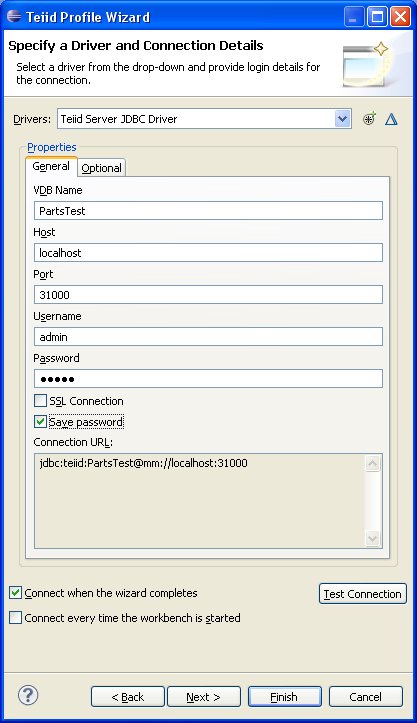 Teiid Profile Wizard
Specify a Driver and Connection Details
Select a driver from the drop-down and provide login details for
the connection.
Drivers: Teiid Server JDBC Driver
Properties
General Optional
VDB Name
PartsTest
Host
localhost
Port
31000
Username
admin
Password
●●●●●
SSL Connection
Save password
Connection URL:
jdbc:teiid:PartsTest@mm://localhost:31000
Connect when the wizard completes
Test Connection
Connect every time the workbench is started
? < Back Next > Finish Cancel